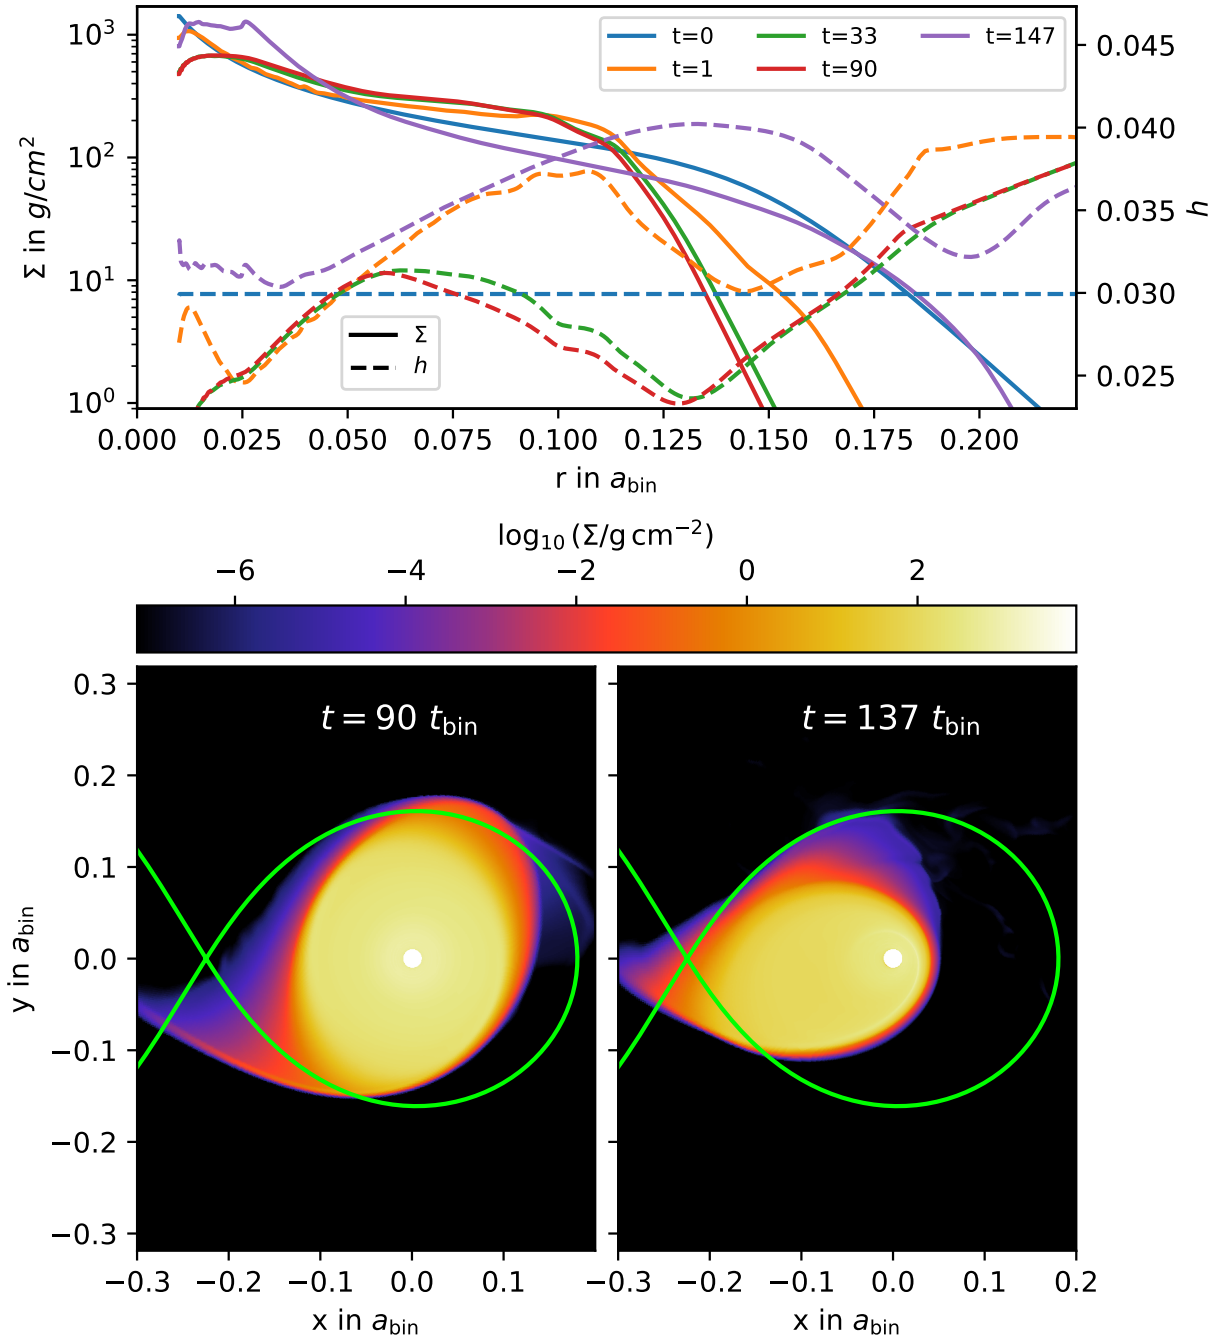 10³
10²
10¹
10⁰
Σ in g/cm²
t=0 t=33 t=147
t=1 t=90
0.045
0.040
0.035
0.030
0.025
h
Σ
h
0.000 0.025 0.050 0.075 0.100 0.125 0.150 0.175 0.200
r in a_bin
log₁₀ (Σ/g cm⁻²)
−6 −4 −2 0 2
t = 90 t_bin
t = 137 t_bin
0.3
0.2
0.1
0.0
−0.1
−0.2
−0.3
y in a_bin
−0.3 −0.2 −0.1 0.0 0.1
−0.3 −0.2 −0.1 0.0 0.1 0.2
x in a_bin
x in a_bin